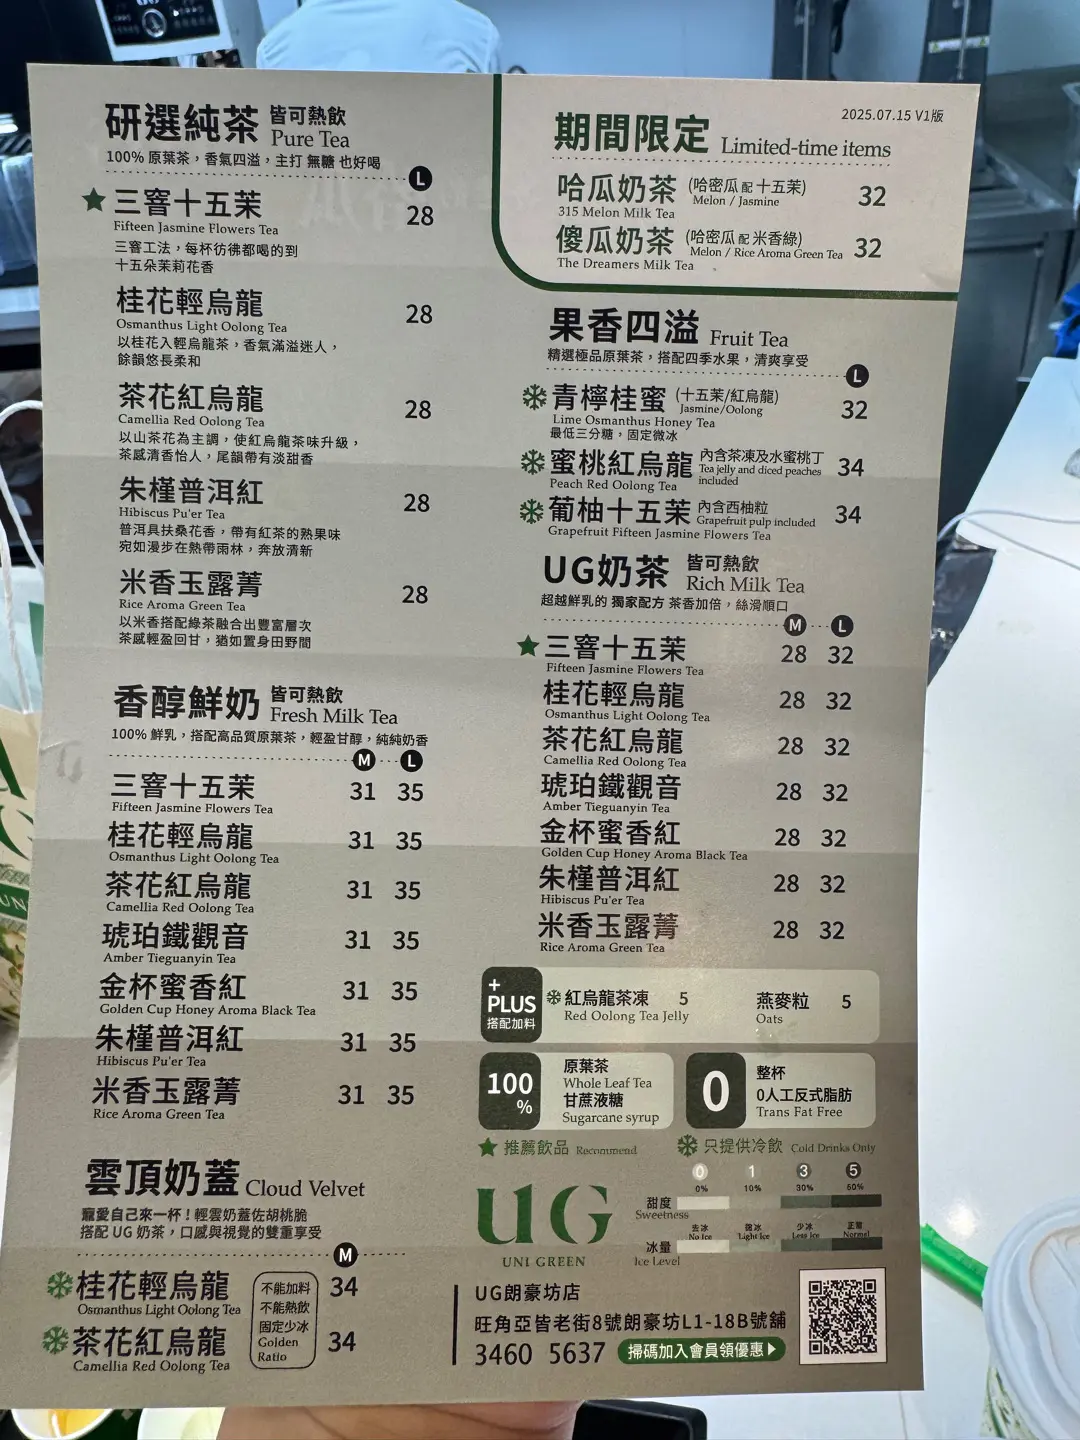 研選純茶 皆可熱飲
Pure Tea
100% 原葉茶，香氣四溢，主打 無糖 也好喝
L
★ 三窨十五茉 28
Fifteen Jasmine Flowers Tea
三窨工法，每杯彷彿都喝的到
十五朵茉莉花香
桂花輕烏龍 28
Osmanthus Light Oolong Tea
以桂花入輕烏龍茶，香氣滿溢迷人，
餘韻悠長柔和
茶花紅烏龍 28
Camellia Red Oolong Tea
以山茶花為主調，使紅烏龍茶味升級，
茶感清香怡人，尾韻帶有淡甜香
朱槿普洱紅 28
Hibiscus Pu'er Tea
普洱具扶桑花香，帶有紅茶的熟果味
宛如漫步在熱帶雨林，奔放清新
米香玉露菁 28
Rice Aroma Green Tea
以米香搭配綠茶融合出豐富層次
茶感輕盈回甘，猶如置身田野間
香醇鮮奶 皆可熱飲
Fresh Milk Tea
100% 鮮乳，搭配高品質原葉茶，輕盈甘醇，純純奶香
M L
三窨十五茉 31 35
Fifteen Jasmine Flowers Tea
桂花輕烏龍 31 35
Osmanthus Light Oolong Tea
茶花紅烏龍 31 35
Camellia Red Oolong Tea
琥珀鐵觀音 31 35
Amber Tieguanyin Tea
金杯蜜香紅 31 35
Golden Cup Honey Aroma Black Tea
朱槿普洱紅 31 35
Hibiscus Pu'er Tea
米香玉露菁 31 35
Rice Aroma Green Tea
雲頂奶蓋 Cloud Velvet
寵愛自己來一杯！輕雲奶蓋佐胡桃脆
搭配 UG 奶茶，口感與視覺的雙重享受
M
桂花輕烏龍 34
Osmanthus Light Oolong Tea
茶花紅烏龍 34
Camellia Red Oolong Tea
不能加料
不能熱飲
固定少冰
Golden
Ratio
2025.07.15 V1版
期間限定 Limited-time items
哈瓜奶茶 (哈密瓜 配 十五茉) 32
Melon / Jasmine
315 Melon Milk Tea
傻瓜奶茶 (哈密瓜 配 米香綠) 32
Melon / Rice Aroma Green Tea
The Dreamers Milk Tea
果香四溢 Fruit Tea
精選極品原葉茶，搭配四季水果，清爽享受
L
青檸桂蜜 (十五茉/紅烏龍) 32
Jasmine/Oolong
Lime Osmanthus Honey Tea
最低三分糖，固定微冰
蜜桃紅烏龍 內含茶凍及水蜜桃丁 34
Tea jelly and diced peaches
included
Peach Red Oolong Tea
葡柚十五茉 內含西柚粒 34
Grapefruit pulp included
Grapefruit Fifteen Jasmine Flowers Tea
UG奶茶 皆可熱飲
Rich Milk Tea
超越鮮乳的 獨家配方 茶香加倍，絲滑順口
M L
★ 三窨十五茉 28 32
Fifteen Jasmine Flowers Tea
桂花輕烏龍 28 32
Osmanthus Light Oolong Tea
茶花紅烏龍 28 32
Camellia Red Oolong Tea
琥珀鐵觀音 28 32
Amber Tieguanyin Tea
金杯蜜香紅 28 32
Golden Cup Honey Aroma Black Tea
朱槿普洱紅 28 32
Hibiscus Pu'er Tea
米香玉露菁 28 32
Rice Aroma Green Tea
+
PLUS
搭配加料
紅烏龍茶凍 5
Red Oolong Tea Jelly
燕麥粒 5
Oats
100
%
原葉茶
Whole Leaf Tea
甘蔗液糖
Sugarcane syrup
0
整杯
0人工反式脂肪
Trans Fat Free
★ 推薦飲品 Recommend
只提供冷飲 Cold Drinks Only
0 1 3 5
0% 10% 30% 50%
甜度
Sweetness
去冰 微冰 少冰 正常
No Ice Light Ice Less Ice Normal
冰量
Ice Level
UG
UNI GREEN
UG朗豪坊店
旺角亞皆老街8號朗豪坊L1-18B號舖
3460 5637 掃碼加入會員領優惠